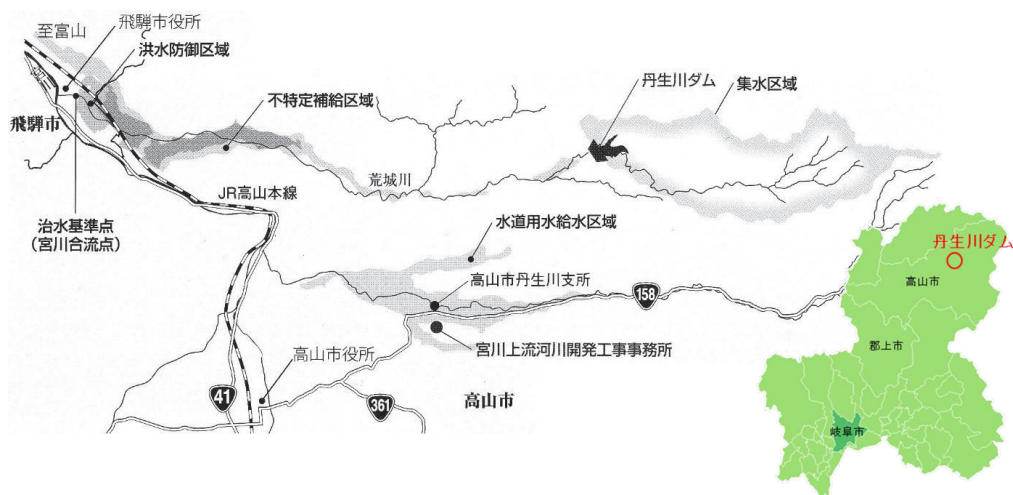 至富山
飛騨市役所
洪水防御区域
丹生川ダム
集水区域
不特定補給区域
飛騨市
荒城川
JR高山本線
治水基準点
（宮川合流点）
水道用水給水区域
高山市丹生川支所
158
宮川上流河川開発工事事務所
高山市役所
41
361
高山市
丹生川ダム
高山市
郡上市
岐阜市